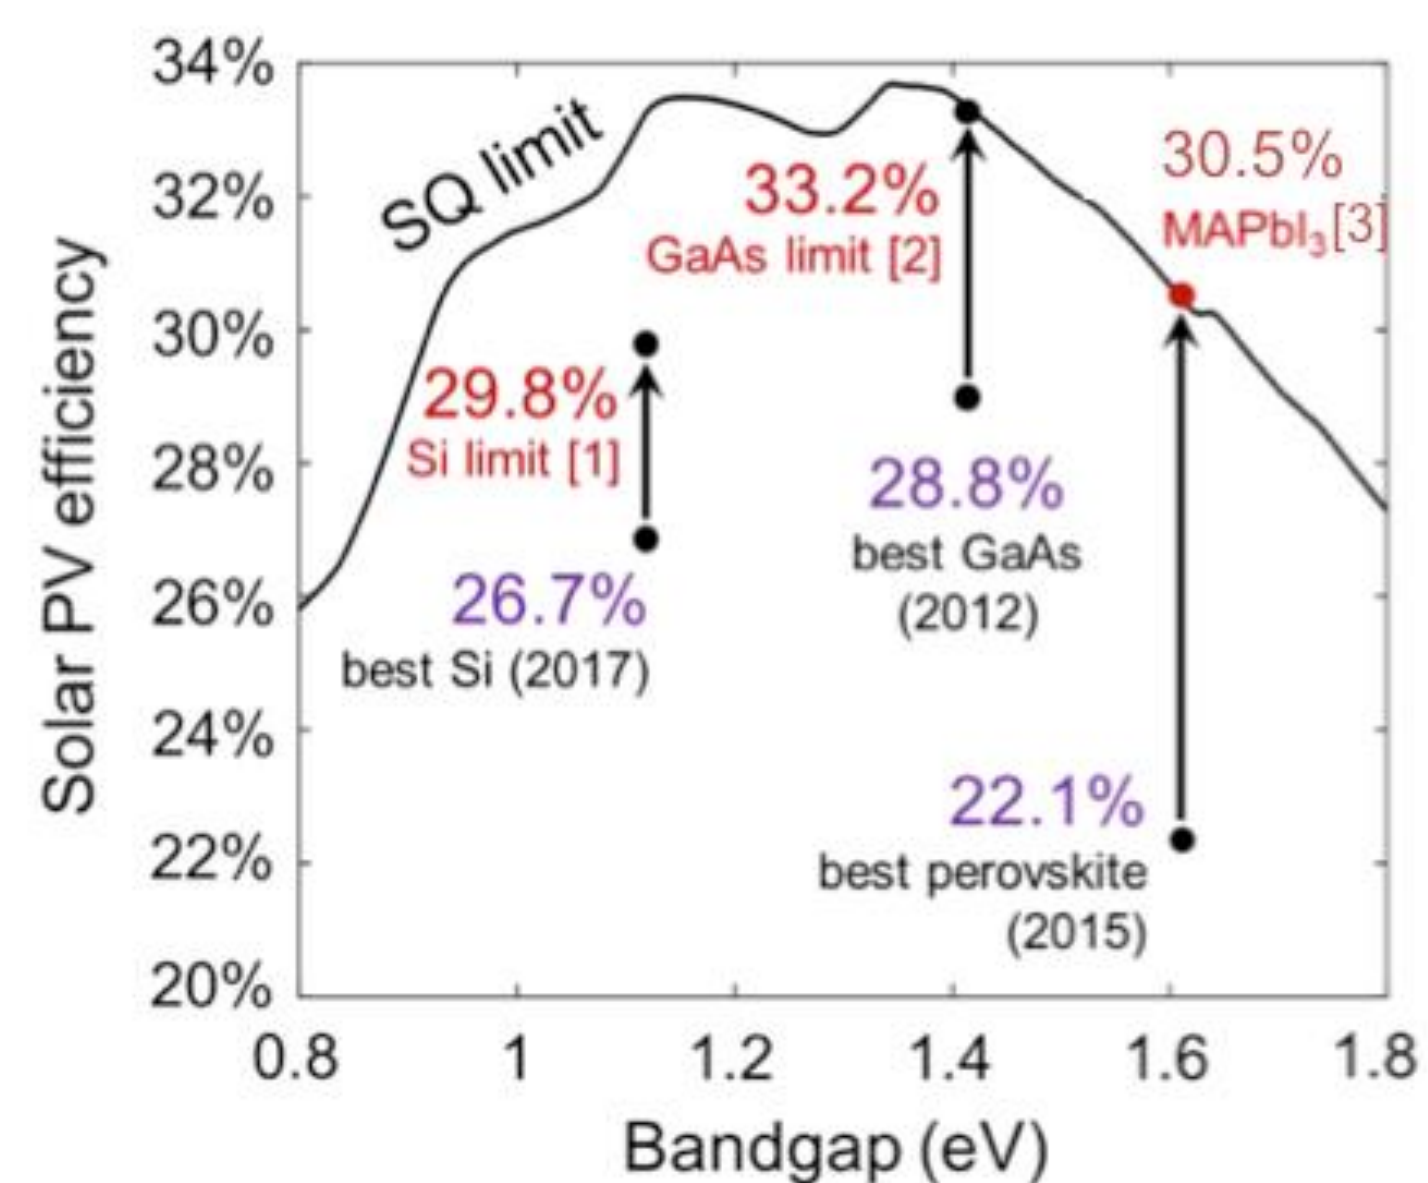 34%
32%
30%
28%
26%
24%
22%
20%
Solar PV efficiency
SQ limit
33.2%
GaAs limit [2]
30.5%
MAPbI₃[3]
29.8%
Si limit [1]
26.7%
best Si (2017)
28.8%
best GaAs
(2012)
22.1%
best perovskite
(2015)
0.8 1 1.2 1.4 1.6 1.8
Bandgap (eV)